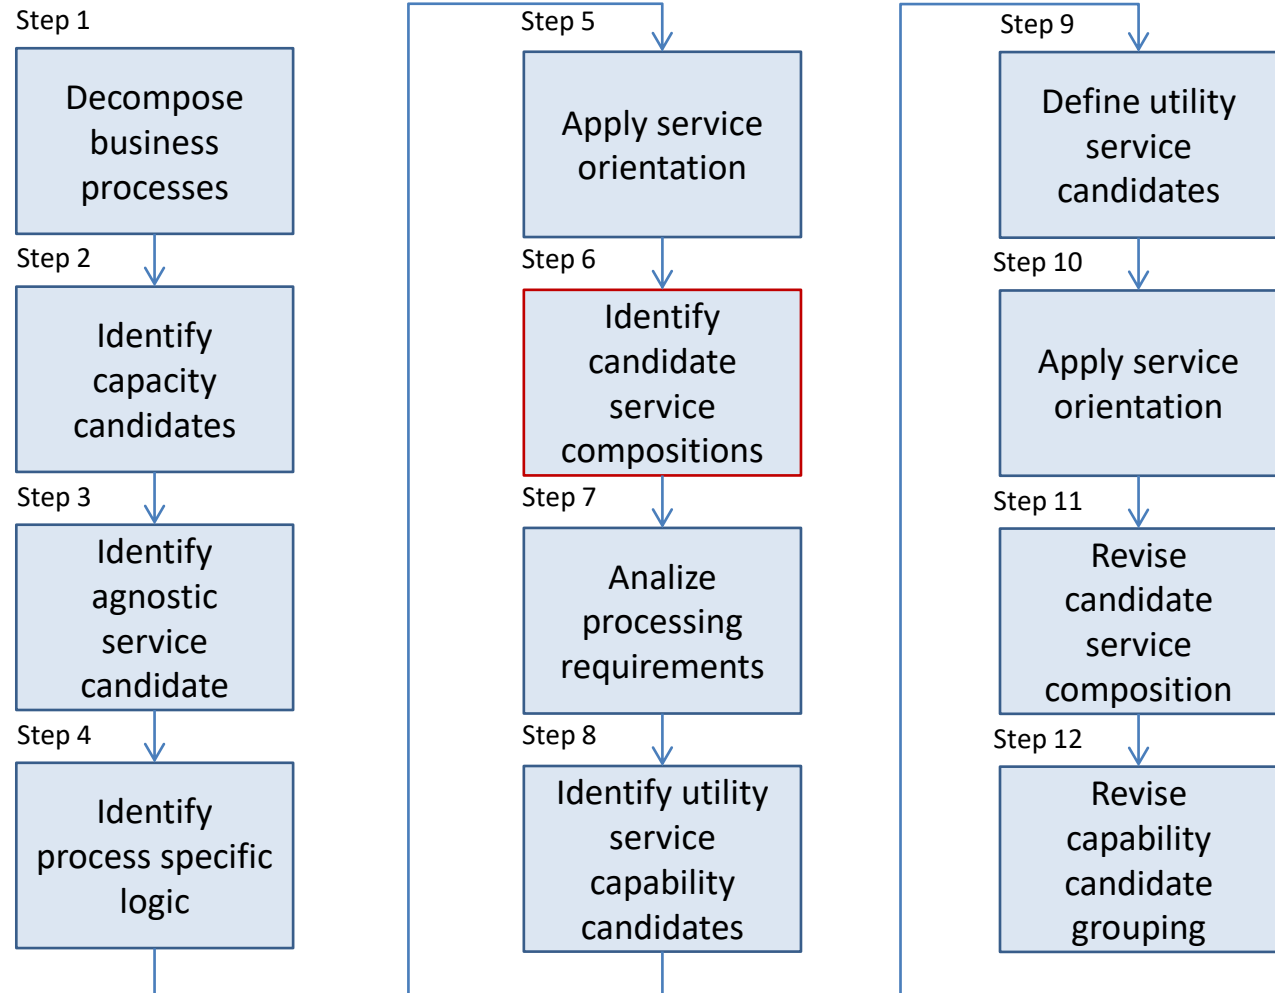 Step 1
Decompose
business
processes
Step 2
Identify
capacity
candidates
Step 3
Identify
agnostic
service
candidate
Step 4
Identify
process specific
logic
Step 5
Apply service
orientation
Step 6
Identify
candidate
service
compositions
Step 7
Analize
processing
requirements
Step 8
Identify utility
service
capability
candidates
Step 9
Define utility
service
candidates
Step 10
Apply service
orientation
Step 11
Revise
candidate
service
composition
Step 12
Revise
capability
candidate
grouping